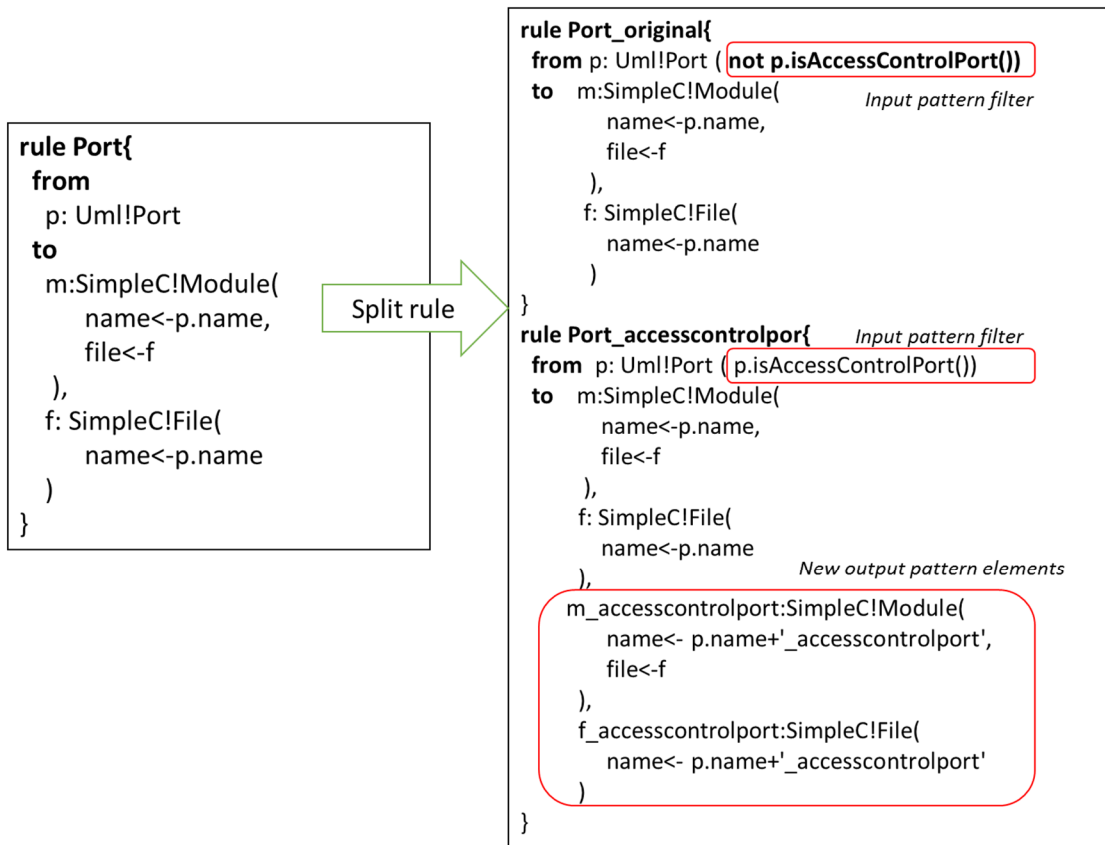 rule Port{
from
p: Uml!Port
to
m:SimpleC!Module(
name<-p.name,
file<-f
),
f: SimpleC!File(
name<-p.name
)
}
Split rule
rule Port_original{
from p: Uml!Port ( not p.isAccessControlPort())
to m:SimpleC!Module(
Input pattern filter
name<-p.name,
file<-f
),
f: SimpleC!File(
name<-p.name
)
}
rule Port_accesscontrolpor{ Input pattern filter
from p: Uml!Port ( p.isAccessControlPort())
to m:SimpleC!Module(
name<-p.name,
file<-f
),
f: SimpleC!File(
name<-p.name
),
New output pattern elements
m_accesscontrolport:SimpleC!Module(
name<- p.name+'_accesscontrolport',
file<-f
),
f_accesscontrolport:SimpleC!File(
name<- p.name+'_accesscontrolport'
)
}